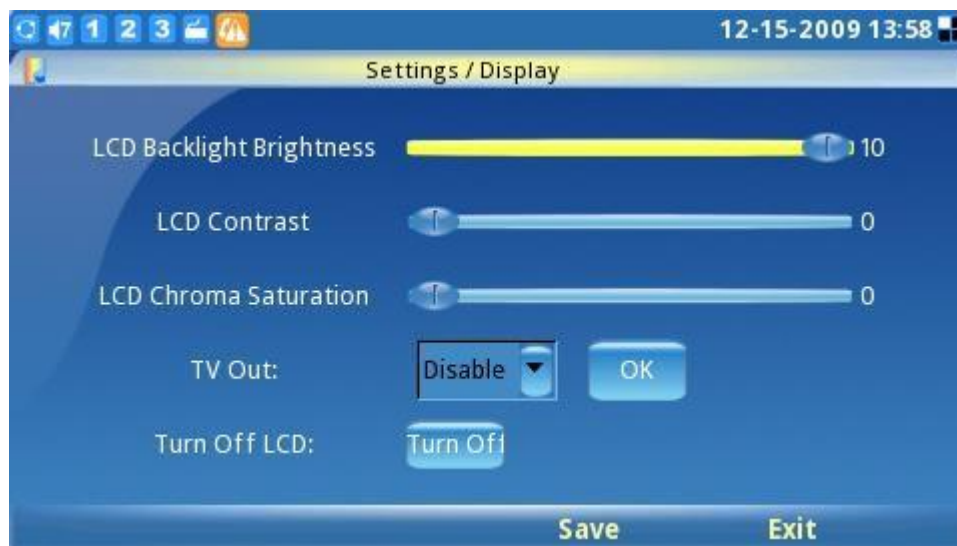 7 1 2 3 12-15-2009 13:58
Settings / Display
LCD Backlight Brightness 10
LCD Contrast 0
LCD Chroma Saturation 0
TV Out: Disable OK
Turn Off LCD: Turn Off
Save Exit